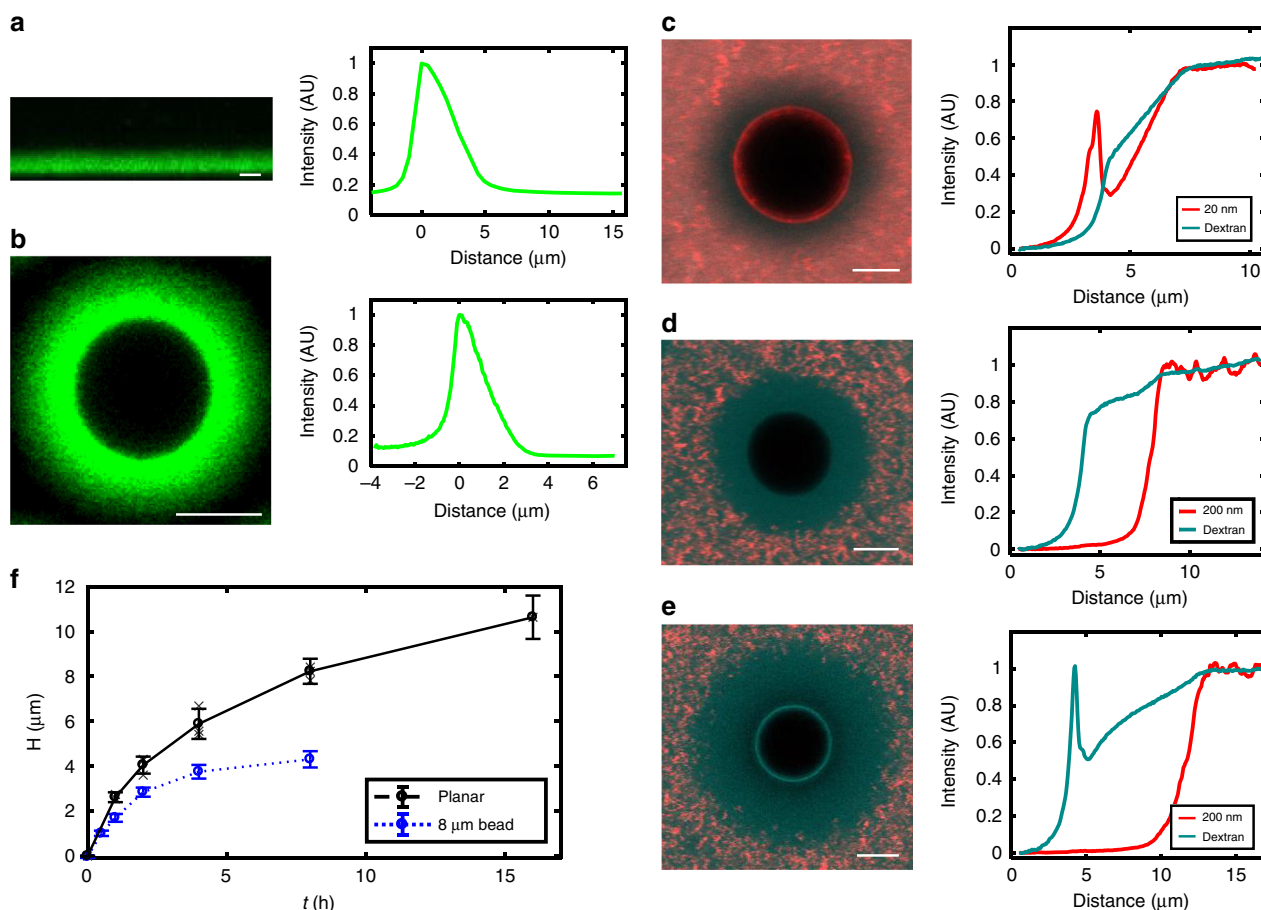 a
Intensity (AU)
1
0.8
0.6
0.4
0.2
0
0 5 10 15
Distance (μm)
b
Intensity (AU)
1
0.8
0.6
0.4
0.2
0
–4 –2 0 2 4 6
Distance (μm)
c
Intensity (AU)
1
0.8
0.6
0.4
0.2
0
20 nm
Dextran
0 5 10
Distance (μm)
d
Intensity (AU)
1
0.8
0.6
0.4
0.2
0
200 nm
Dextran
0 5 10
Distance (μm)
e
Intensity (AU)
1
0.8
0.6
0.4
0.2
0
200 nm
Dextran
0 5 10 15
Distance (μm)
f
H (μm)
12
10
8
6
4
2
0
Planar
8 μm bead
0 5 10 15
t (h)